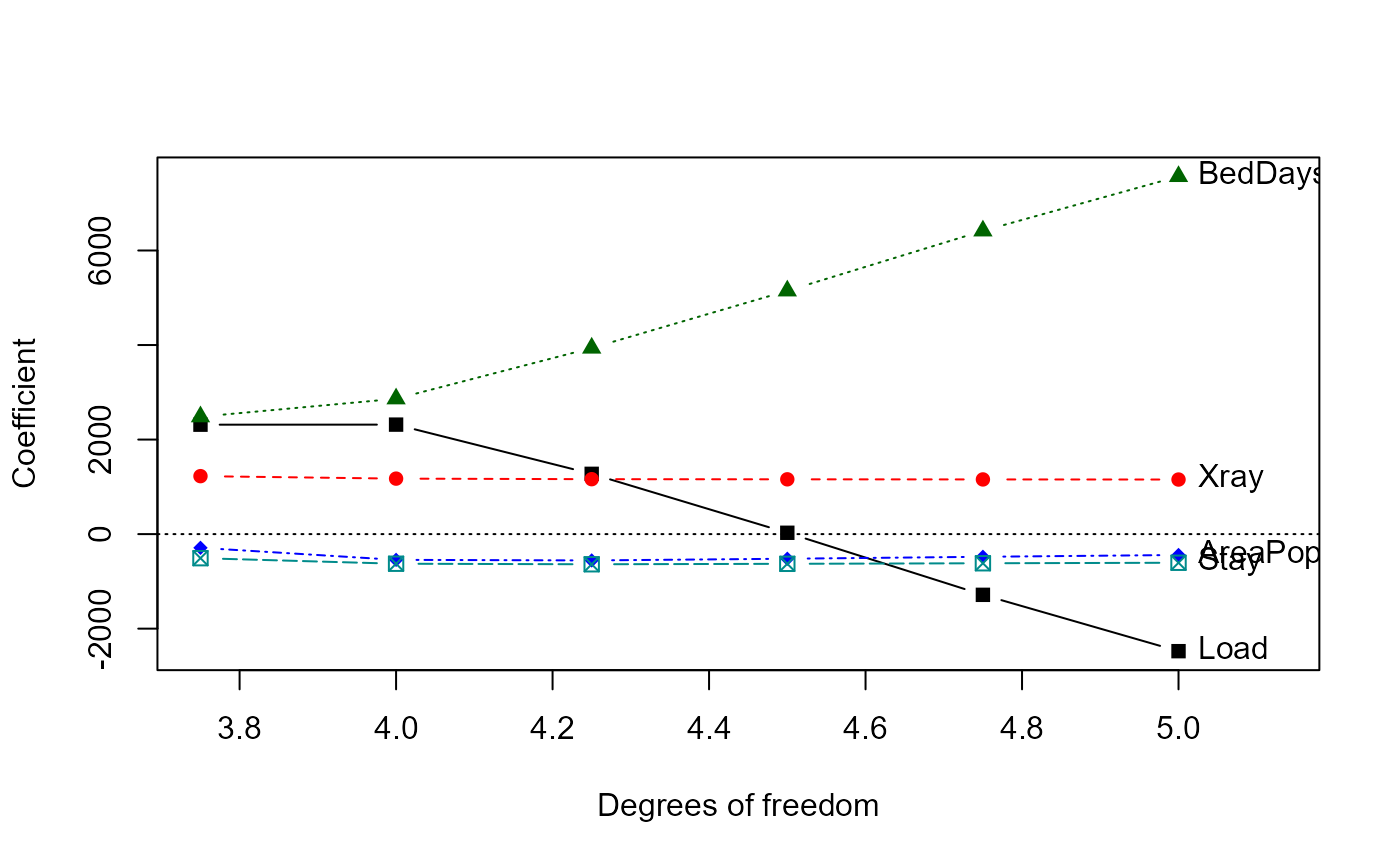 Coefficient
6000
2000
0
-2000
BedDays
Xray
AreaPop
Stay
Load
3.8 4.0 4.2 4.4 4.6 4.8 5.0
Degrees of freedom